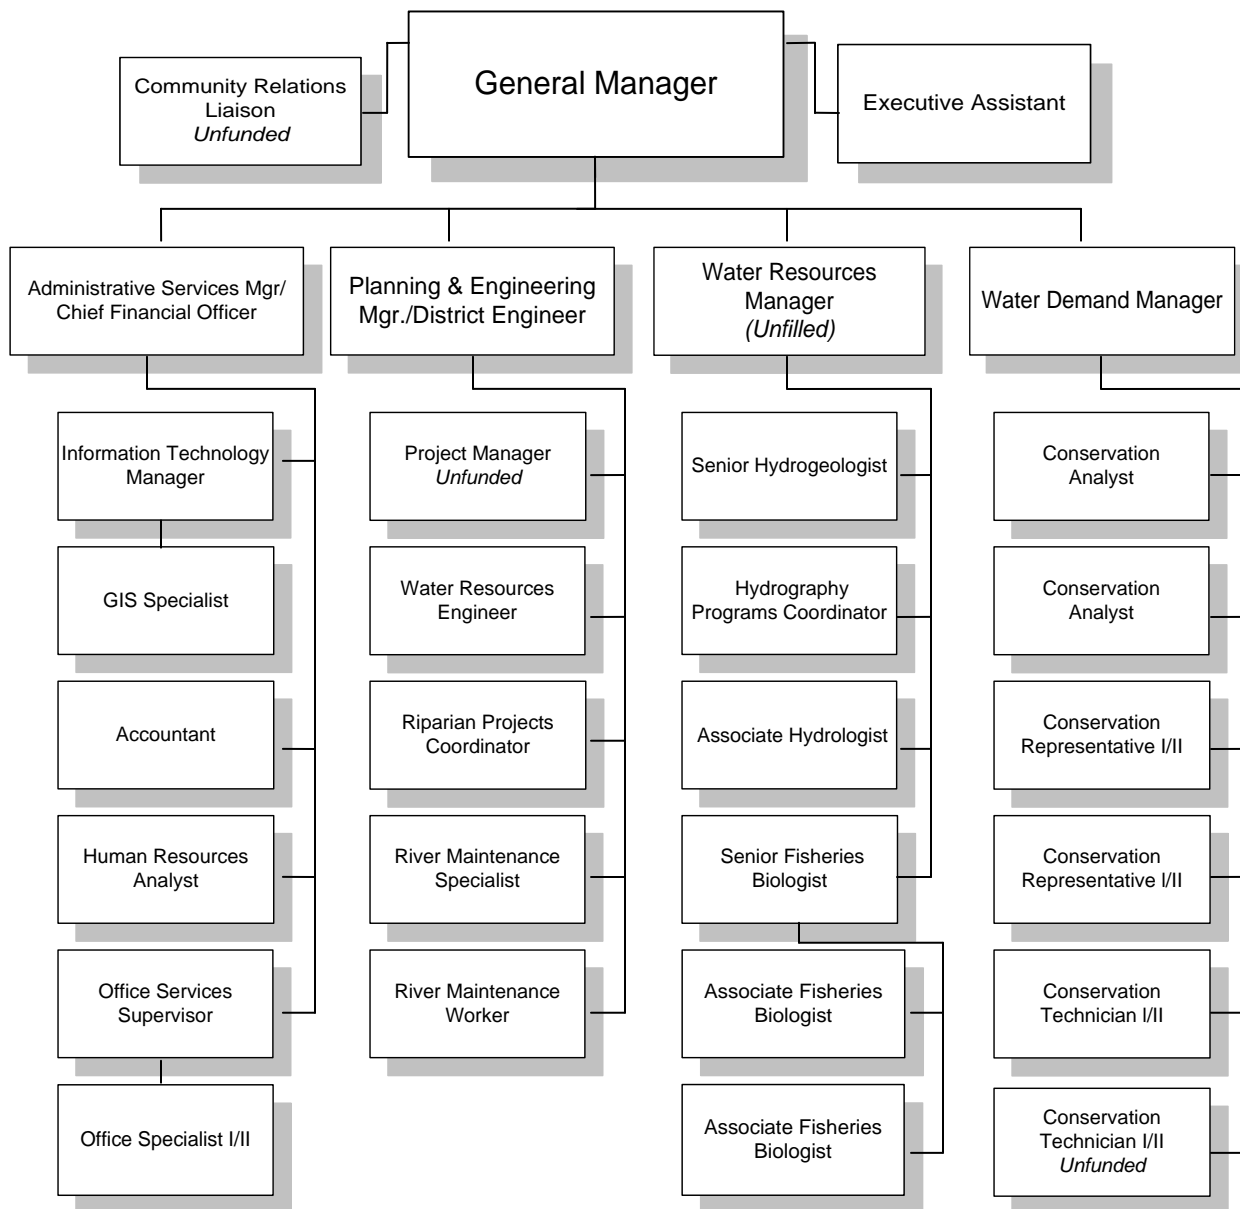 General Manager
Community Relations
Liaison
Unfunded
Executive Assistant
Administrative Services Mgr/
Chief Financial Officer
Planning & Engineering
Mgr./District Engineer
Water Resources
Manager
(Unfilled)
Water Demand Manager
Information Technology
Manager
GIS Specialist
Accountant
Human Resources
Analyst
Office Services
Supervisor
Office Specialist I/II
Project Manager
Unfunded
Water Resources
Engineer
Riparian Projects
Coordinator
River Maintenance
Specialist
River Maintenance
Worker
Senior Hydrogeologist
Hydrography
Programs Coordinator
Associate Hydrologist
Senior Fisheries
Biologist
Associate Fisheries
Biologist
Associate Fisheries
Biologist
Conservation
Analyst
Conservation
Analyst
Conservation
Representative I/II
Conservation
Representative I/II
Conservation
Technician I/II
Conservation
Technician I/II
Unfunded